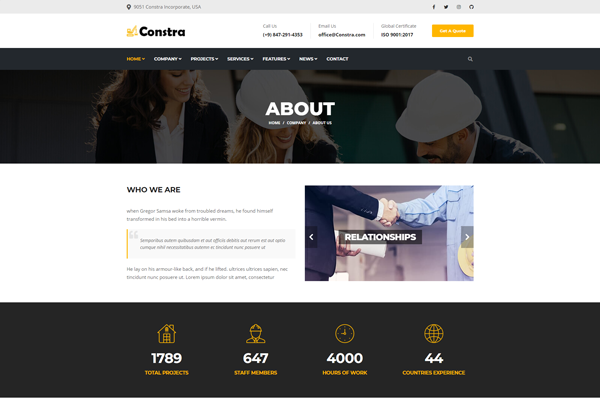 9051 Constra Incorporate, USA
Constra
Call Us
(+9) 847-291-4353
Email Us
office@Constra.com
Global Certificate
ISO 9001:2017
Get A Quote
HOME COMPANY PROJECTS SERVICES FEATURES NEWS CONTACT
ABOUT
HOME / COMPANY / ABOUT US
WHO WE ARE
when Gregor Samsa woke from troubled dreams, he found himself
transformed in his bed into a horrible vermin.
Semporibus autem quibusdam et aut officiis debitis aut rerum est aut optio
cumque nihil necessitatibus autemn ec tincidunt nunc posuere ut
He lay on his armour-like back, and if he lifted. ultrices ultrices sapien, nec
tincidunt nunc posuere ut. Lorem ipsum dolor sit amet, consectetur
RELATIONSHIPS
1789
TOTAL PROJECTS
647
STAFF MEMBERS
4000
HOURS OF WORK
44
COUNTRIES EXPERIENCE